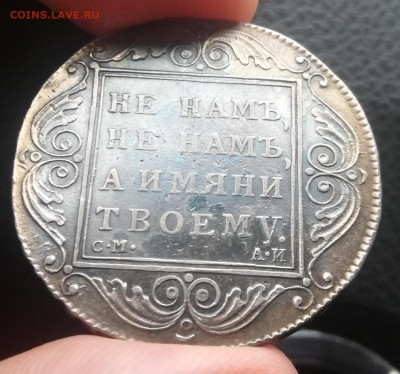 COINS.LAVE.RU
НЕ НАМЪ,
НЕ НАМЪ,
А ИМЯНИ
ТВОЕМУ.
С·М· А·И